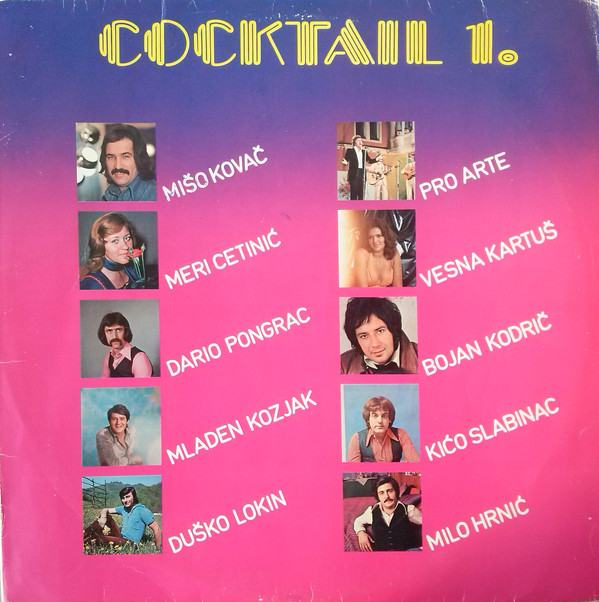 COCKTAIL 1.
MIŠO KOVAČ
MERI CETINIĆ
DARIO PONGRAC
MLADEN KOZJAK
DUŠKO LOKIN
PRO ARTE
VESNA KARTUŠ
BOJAN KODRIČ
KIĆO SLABINAC
MILO HRNIĆ